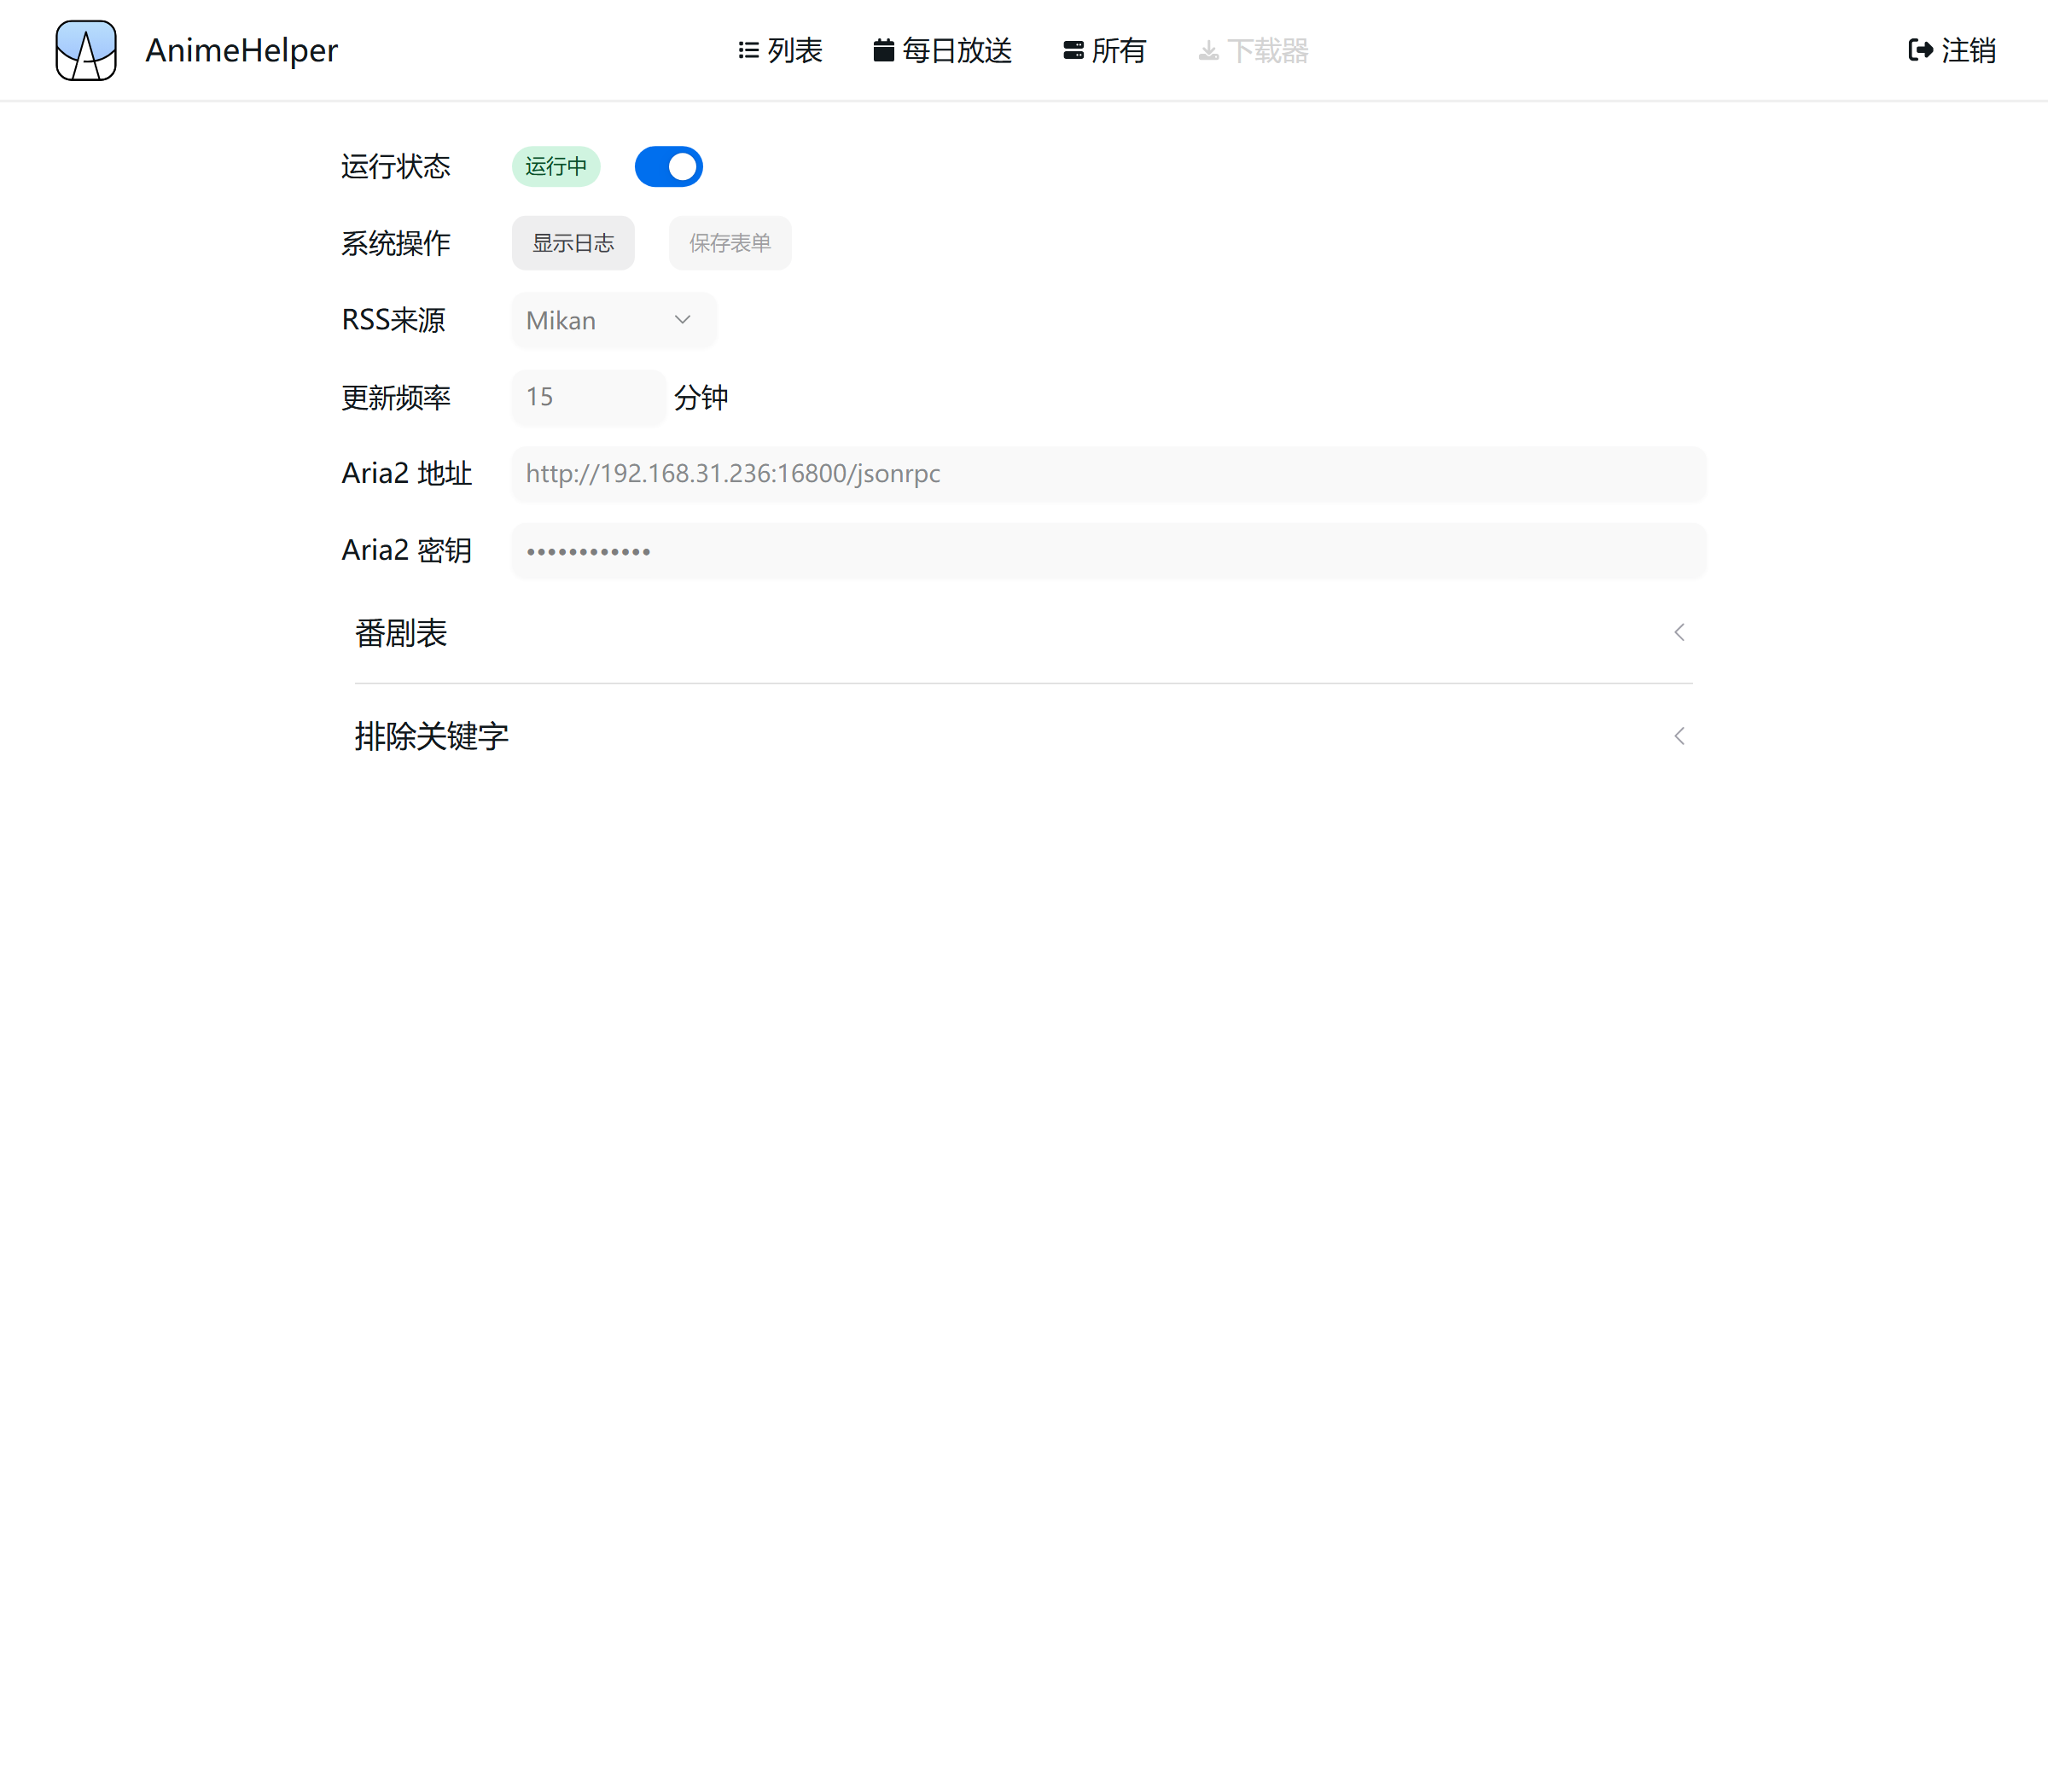 AnimeHelper 列表 每日放送 所有 下载器 注销
运行状态 运行中
系统操作 显示日志 保存表单
RSS来源 Mikan
更新频率 15 分钟
Aria2 地址 http://192.168.31.236:16800/jsonrpc
Aria2 密钥 ••••••••••••
番剧表
排除关键字